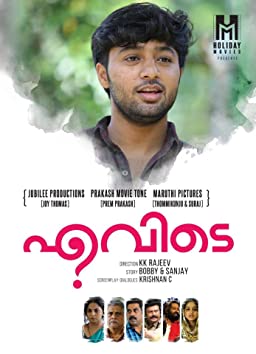 HOLIDAY
MOVIES
PRESENTS
JUBILEE PRODUCTIONS
[JOY THOMAS]
PRAKASH MOVIE TONE
[PREM PRAKASH]
MARUTHI PICTURES
[THOMMIKUNJU & SURAJ]
എവിടെ?
DIRECTION KK RAJEEV
STORY BOBBY & SANJAY
SCREENPLAY-DIALOGUES KRISHNAN C